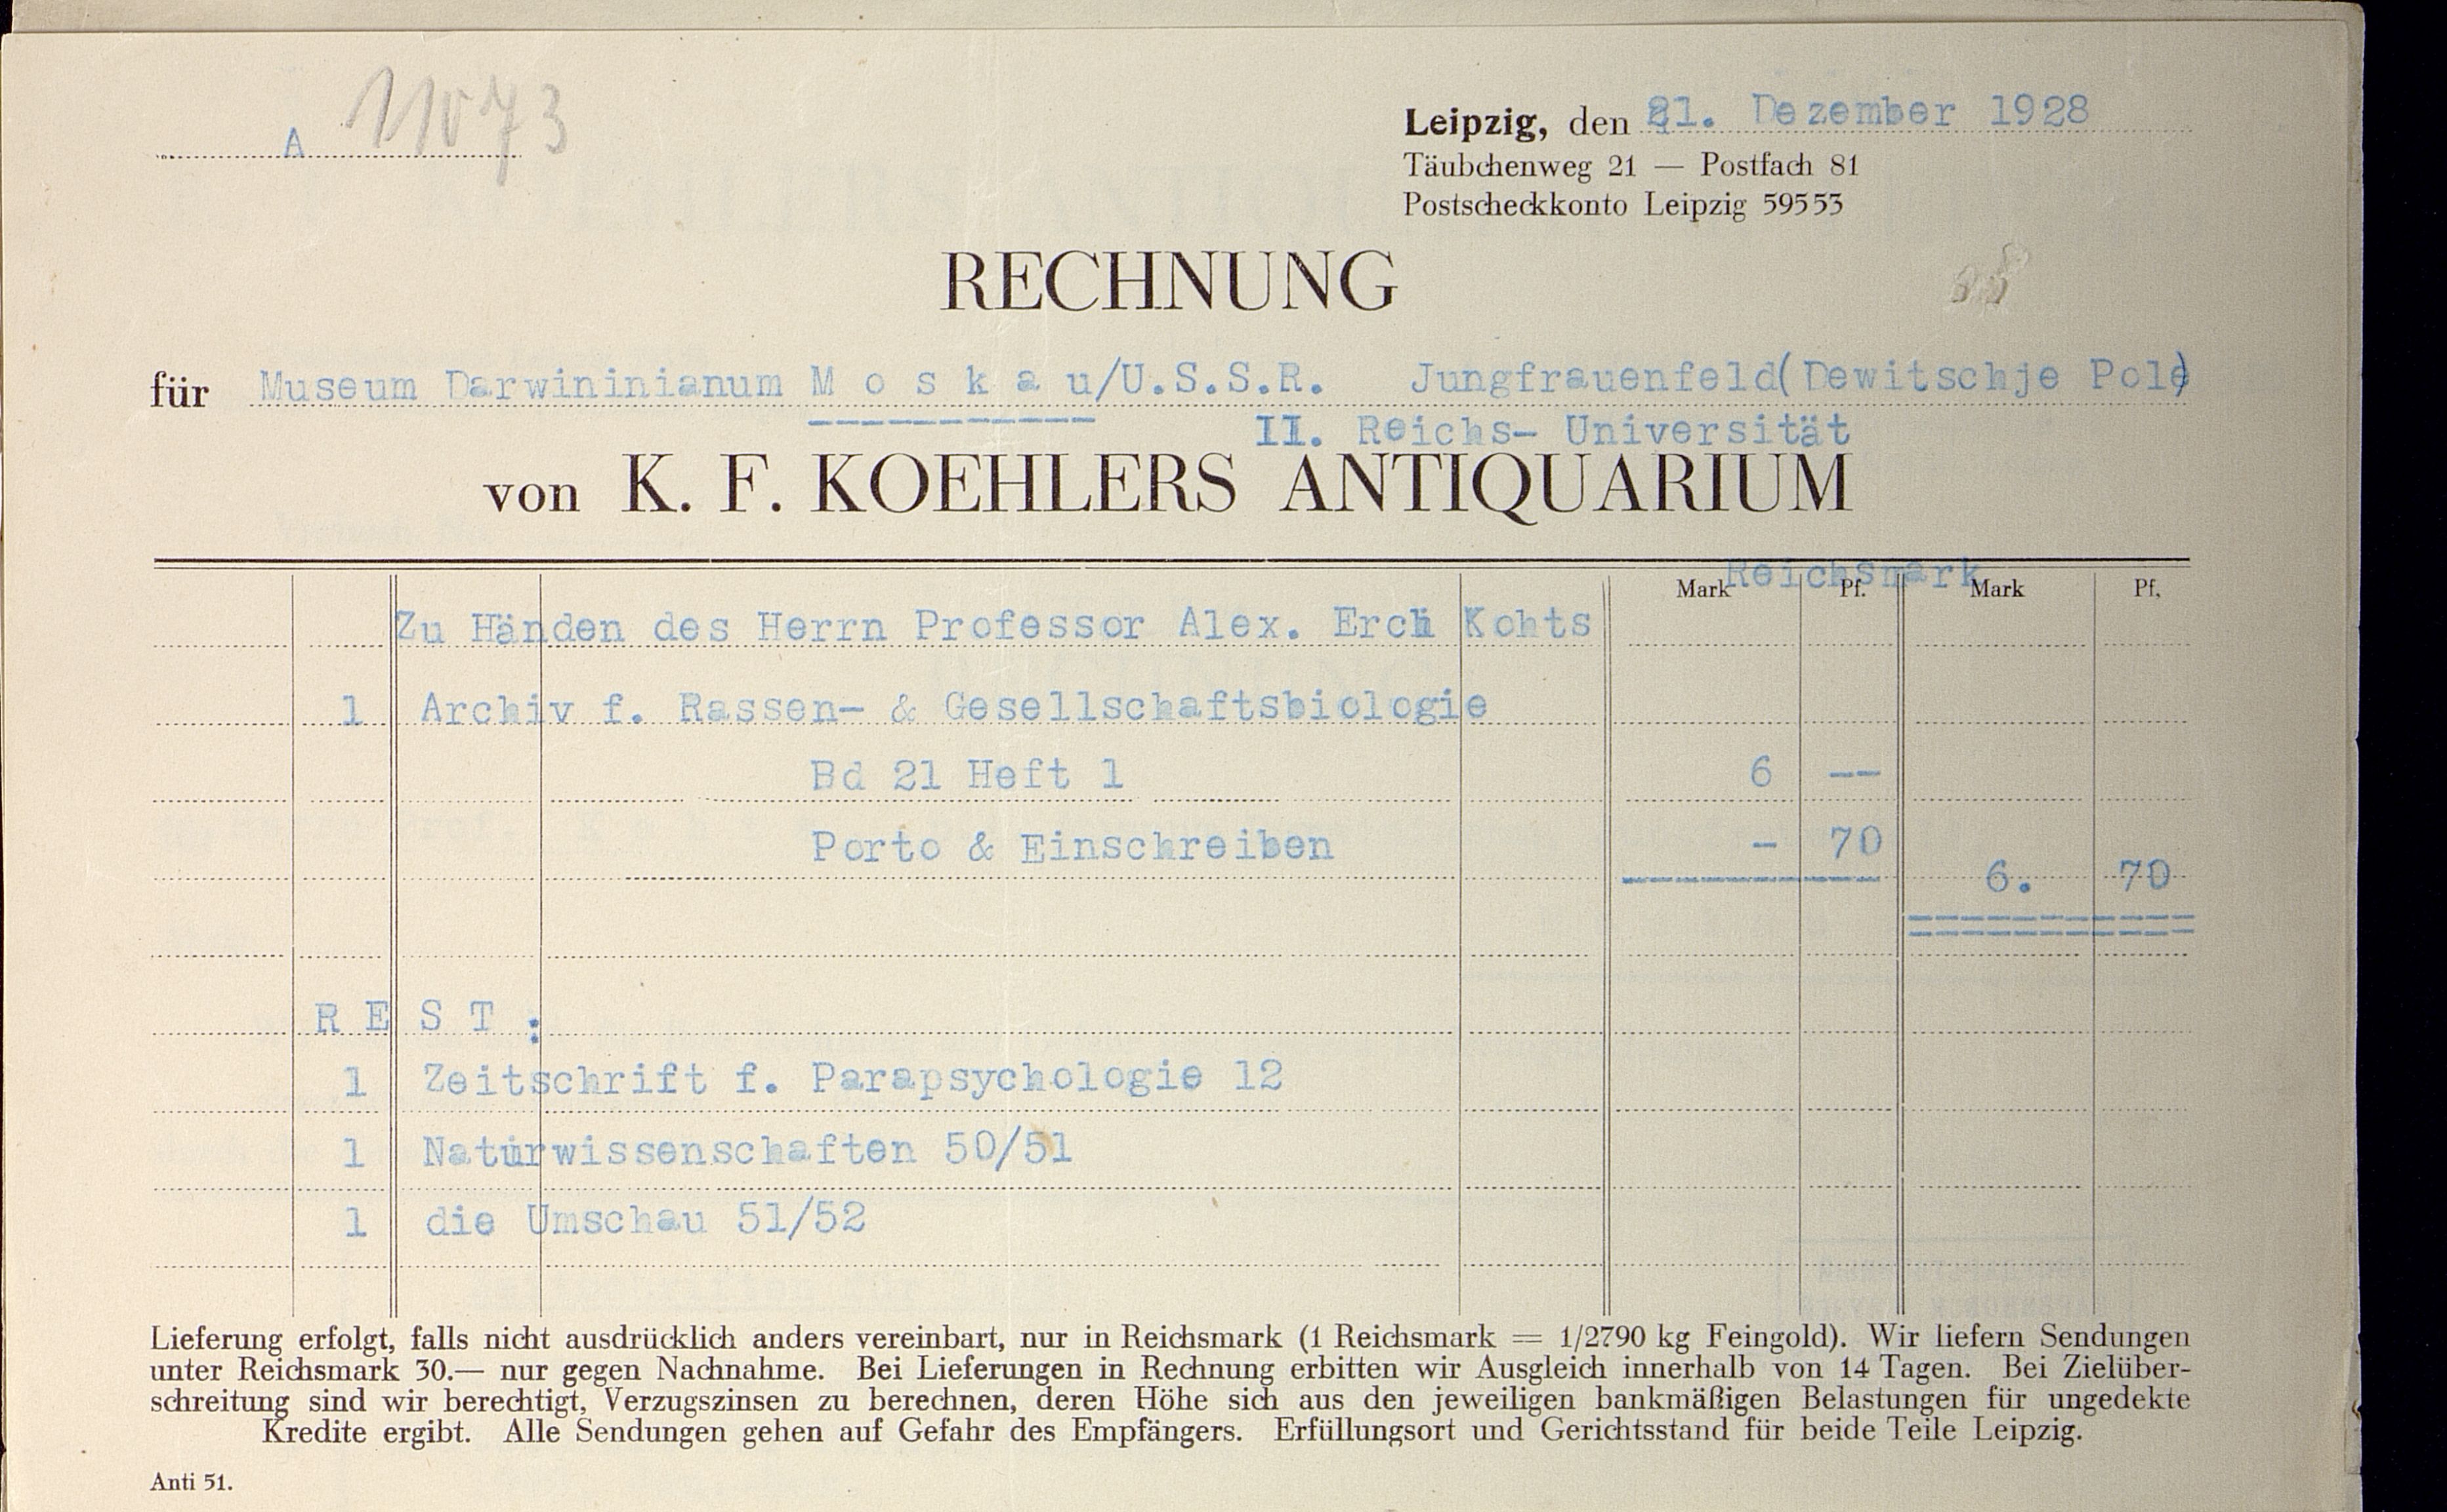 A 11073
Leipzig, den 21. Dezember 1928
Täubchenweg 21 — Postfach 81
Postscheckkonto Leipzig 59553
RECHNUNG
für Museum Darwininianum M o s k a u/U.S.S.R. Jungfrauenfeld(Dewitschje Pole)
II. Reichs- Universität
von K. F. KOEHLERS ANTIQUARIUM
Reichsmark
Mark Pf. Mark Pf.
Zu Händen des Herrn Professor Alex. Erch Kohts
1 Archiv f. Rassen- & Gesellschaftsbiologie
Bd 21 Heft 1 6 --
Porto & Einschreiben - 70
6. 70
R E S T :
1 Zeitschrift f. Parapsychologie 12
1 Naturwissenschaften 50/51
1 die Umschau 51/52
Lieferung erfolgt, falls nicht ausdrücklich anders vereinbart, nur in Reichsmark (1 Reichsmark = 1/2790 kg Feingold). Wir liefern Sendungen
unter Reichsmark 30.— nur gegen Nachnahme. Bei Lieferungen in Rechnung erbitten wir Ausgleich innerhalb von 14 Tagen. Bei Zielüber-
schreitung sind wir berechtigt, Verzugszinsen zu berechnen, deren Höhe sich aus den jeweiligen bankmäßigen Belastungen für ungedekte
Kredite ergibt. Alle Sendungen gehen auf Gefahr des Empfängers. Erfüllungsort und Gerichtsstand für beide Teile Leipzig.
Anti 51.